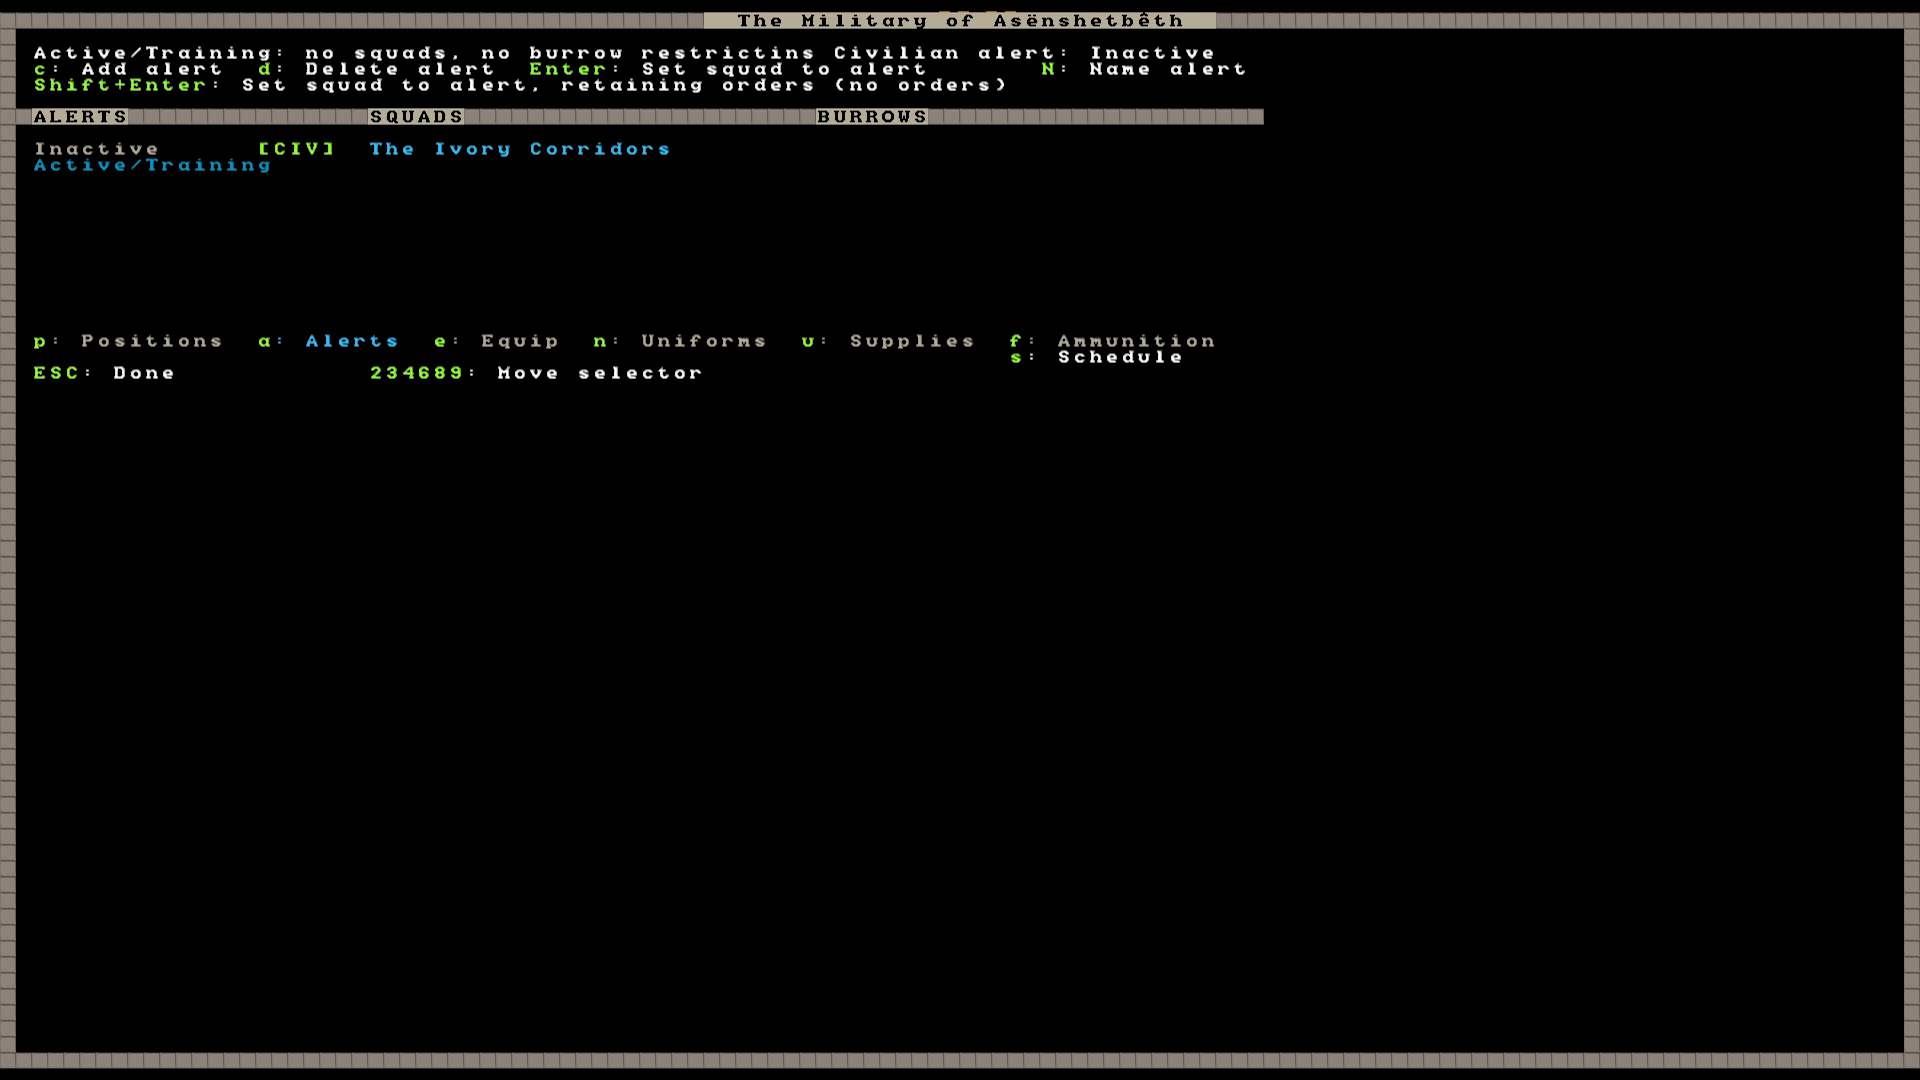 The Military of Asënshetbêth
Active/Training: no squads, no burrow restrictins Civilian alert: Inactive
c: Add alert d: Delete alert Enter: Set squad to alert N: Name alert
Shift+Enter: Set squad to alert, retaining orders (no orders)
ALERTS SQUADS BURROWS
Inactive [CIV] The Ivory Corridors
Active/Training
p: Positions a: Alerts e: Equip n: Uniforms u: Supplies f: Ammunition
s: Schedule
ESC: Done 234689: Move selector